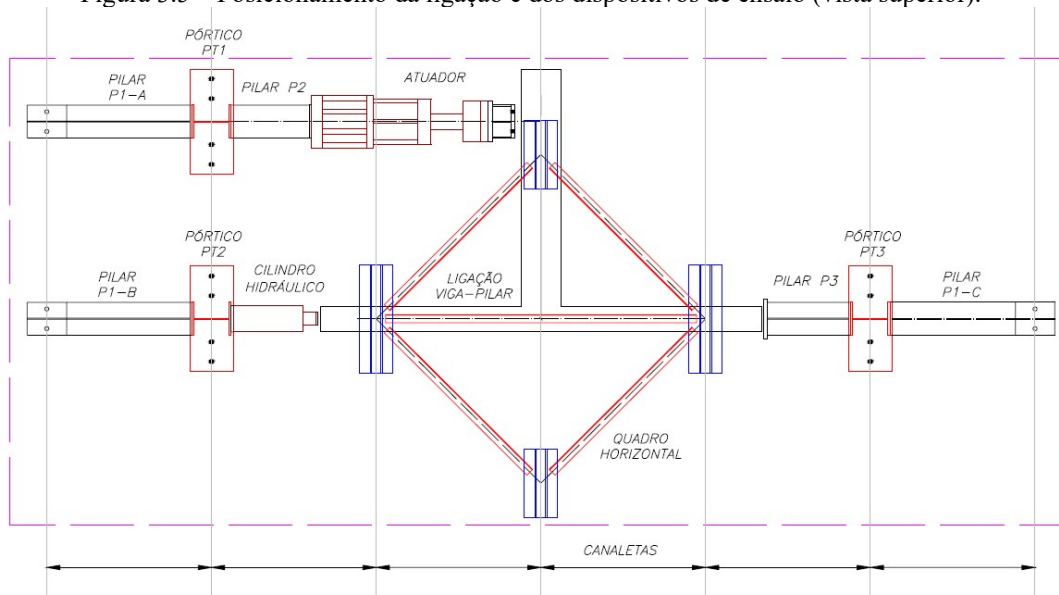 Figura 3.3 – Posicionamento da ligação e dos dispositivos de ensaio (vista superior).
PÓRTICO
PT1
PILAR
P1-A
PILAR P2
ATUADOR
PÓRTICO
PT2
PILAR
P1-B
CILINDRO
HIDRÁULICO
LIGAÇÃO
VIGA-PILAR
PÓRTICO
PT3
PILAR P3
PILAR
P1-C
QUADRO
HORIZONTAL
CANALETAS